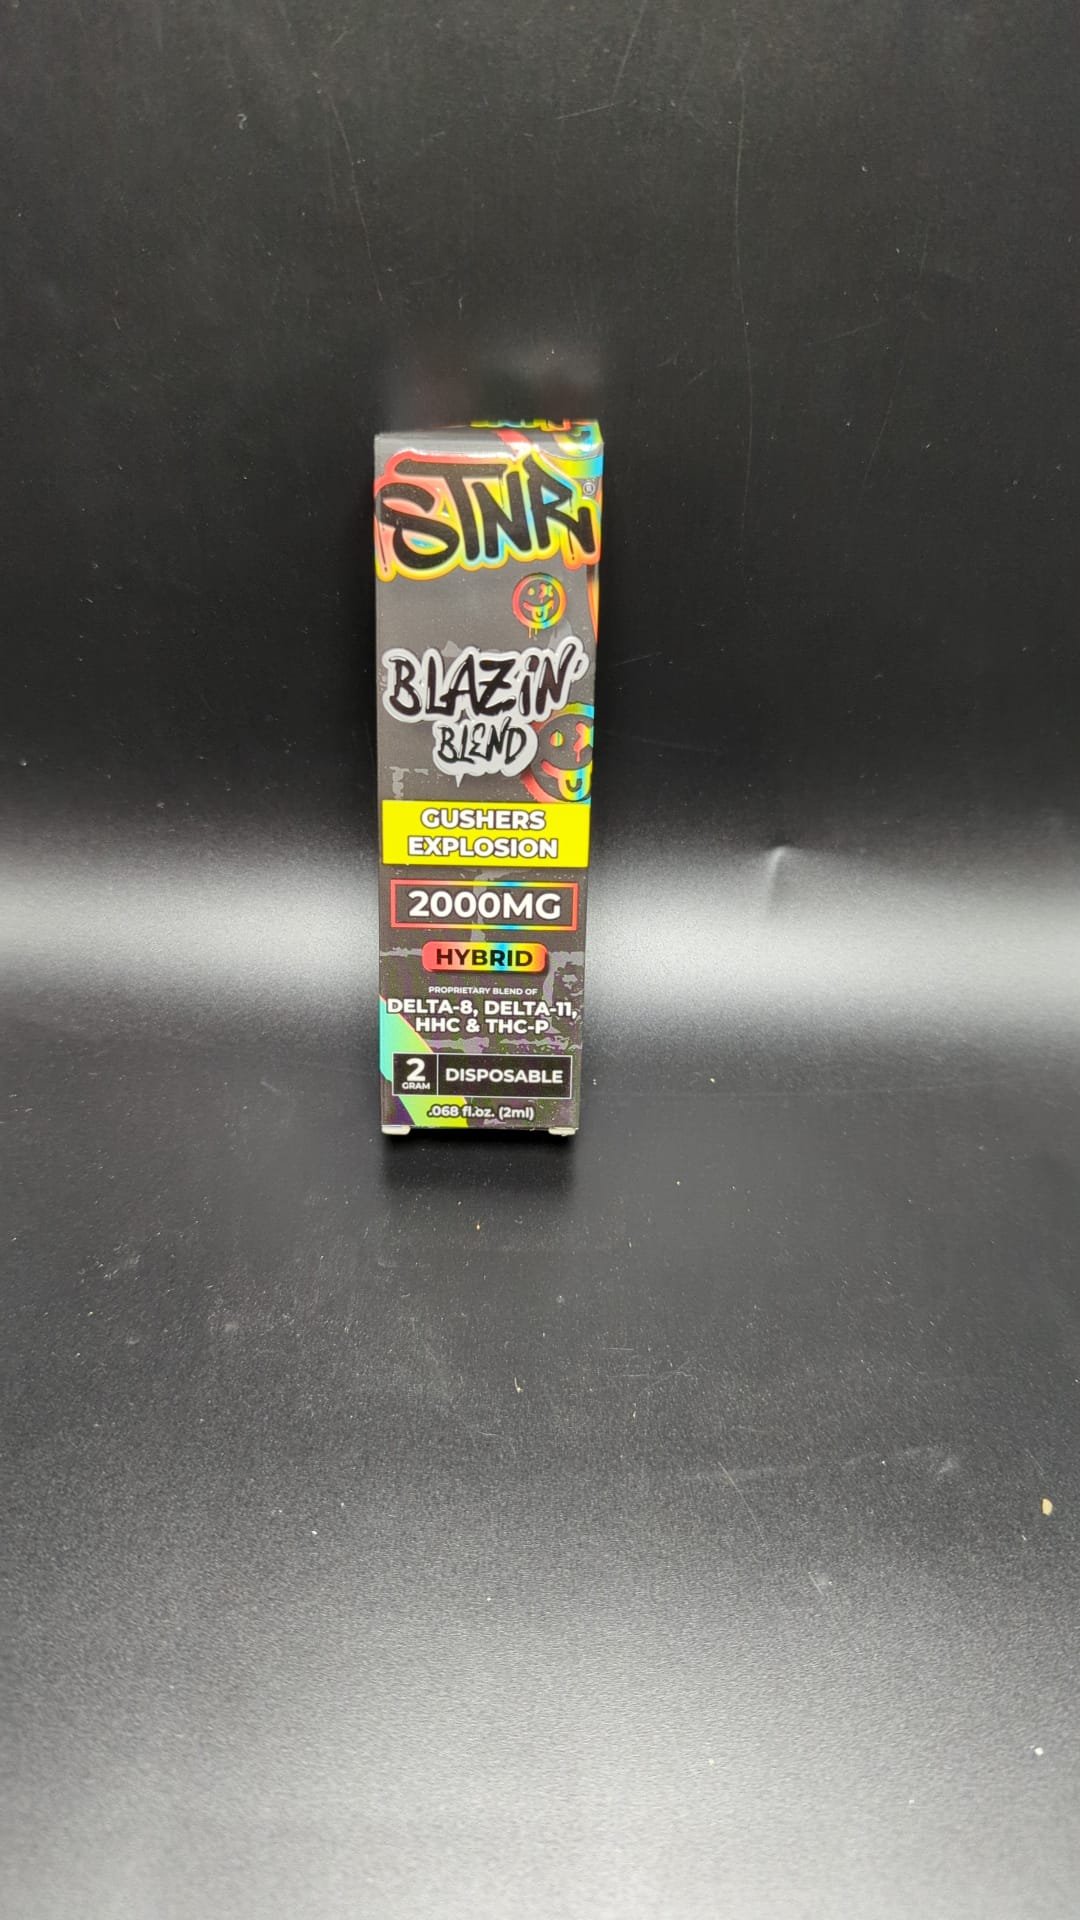 STNR®
BLAZIN'
BLEND
GUSHERS
EXPLOSION
2000MG
HYBRID
PROPRIETARY BLEND OF
DELTA-8, DELTA-11,
HHC & THC-P
2
GRAM
DISPOSABLE
.068 fl.oz. (2ml)